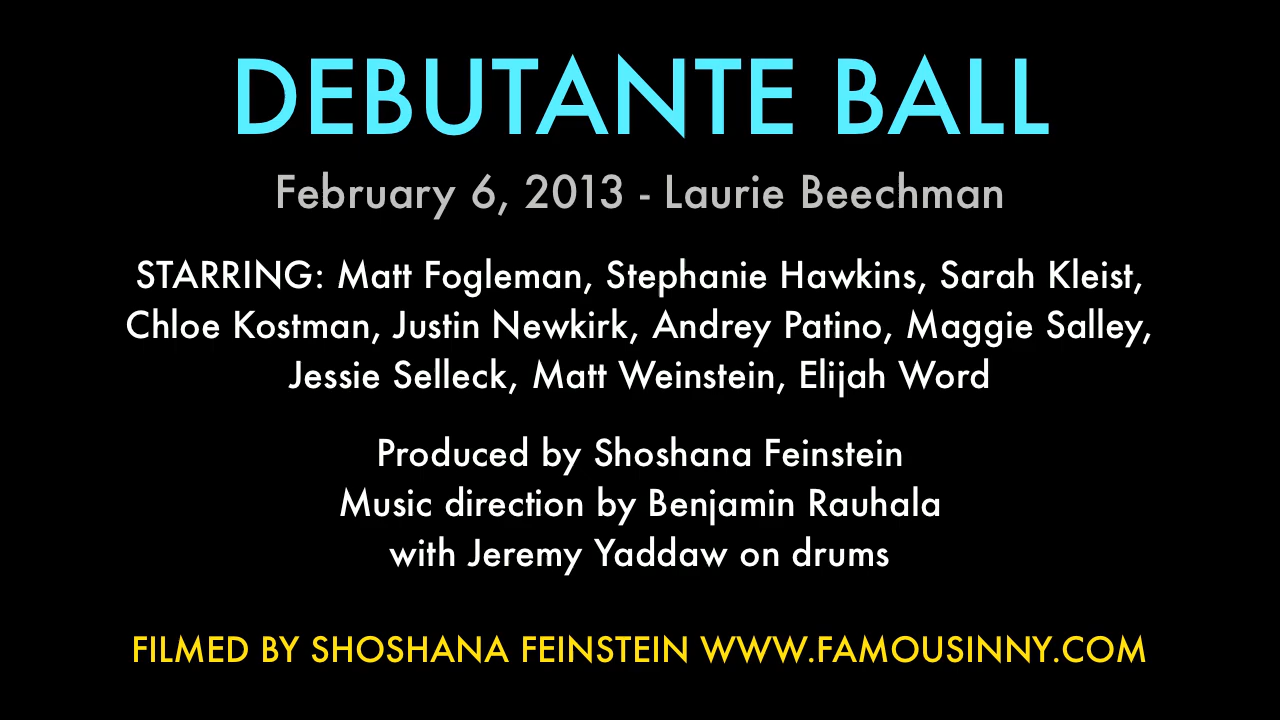 DEBUTANTE BALL
February 6, 2013 - Laurie Beechman
STARRING: Matt Fogleman, Stephanie Hawkins, Sarah Kleist,
Chloe Kostman, Justin Newkirk, Andrey Patino, Maggie Salley,
Jessie Selleck, Matt Weinstein, Elijah Word
Produced by Shoshana Feinstein
Music direction by Benjamin Rauhala
with Jeremy Yaddaw on drums
FILMED BY SHOSHANA FEINSTEIN WWW.FAMOUSINNY.COM